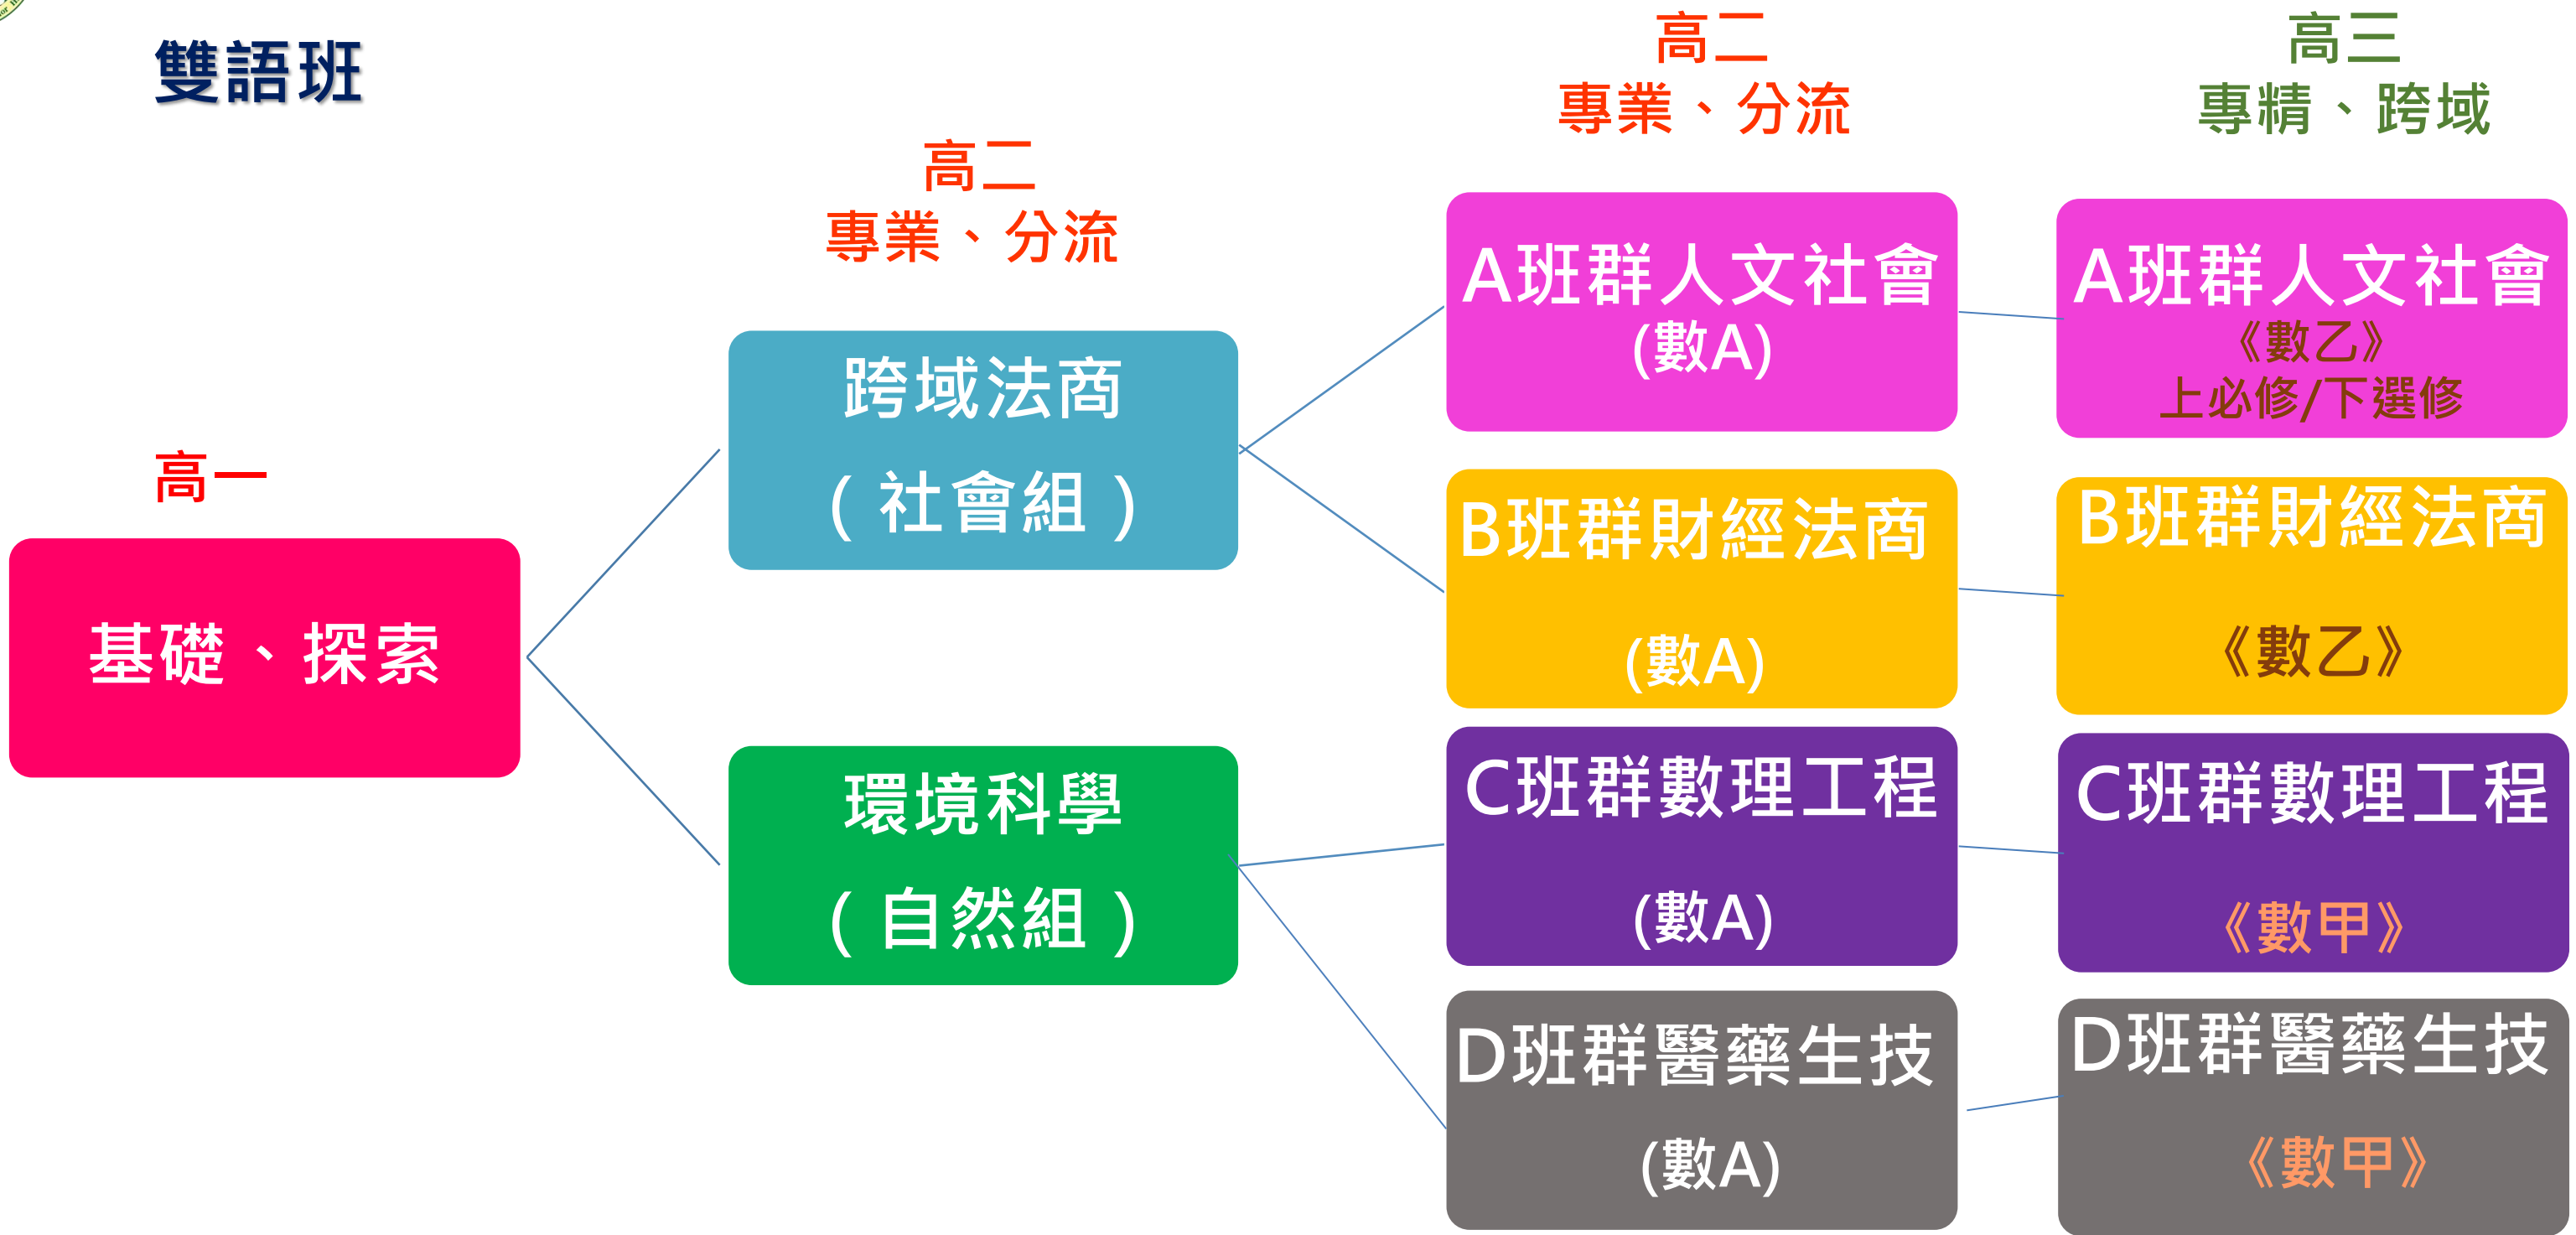 雙語班
高一
基礎、探索
高二
專業、分流
跨域法商
(社會組)
環境科學
(自然組)
高二
專業、分流
A班群人文社會
(數A)
B班群財經法商
(數A)
C班群數理工程
(數A)
D班群醫藥生技
(數A)
高三
專精、跨域
A班群人文社會
《數乙》
上必修/下選修
B班群財經法商
《數乙》
C班群數理工程
《數甲》
D班群醫藥生技
《數甲》